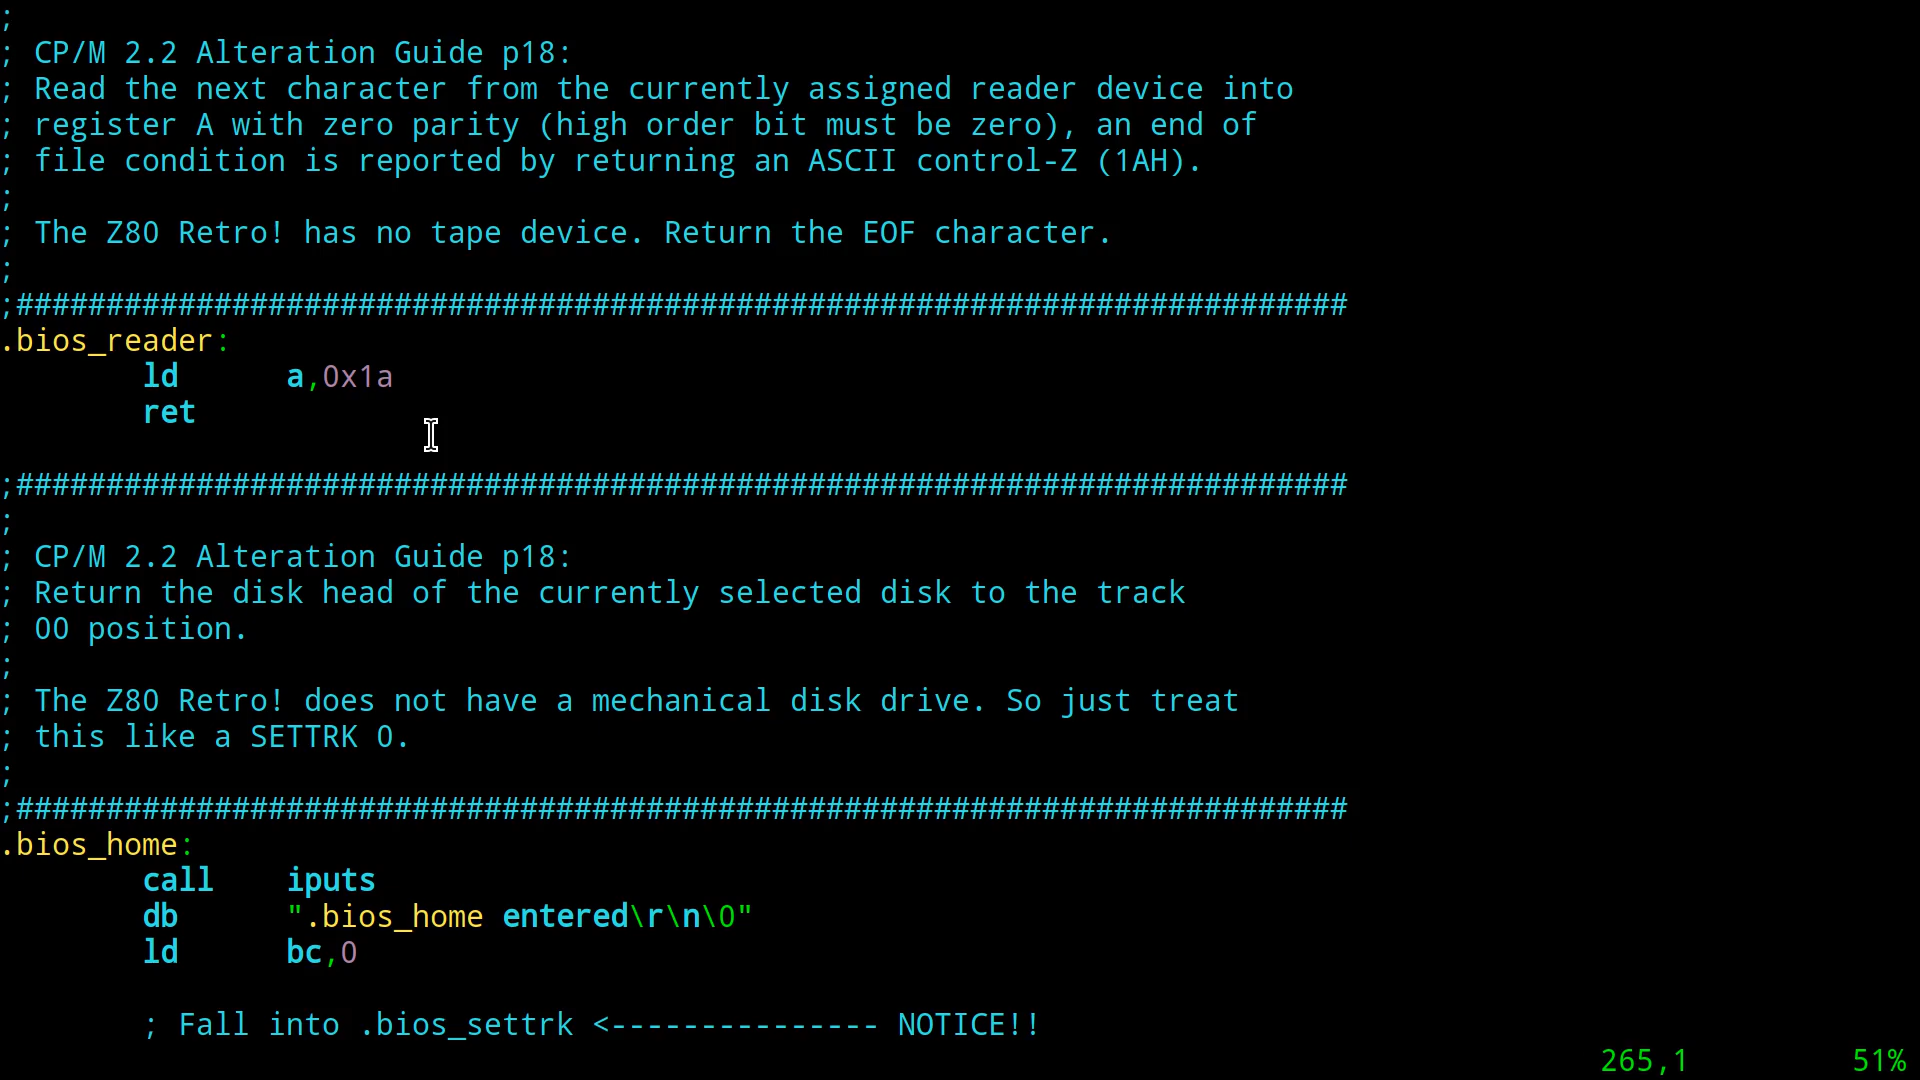 ;
; CP/M 2.2 Alteration Guide p18:
; Read the next character from the currently assigned reader device into
; register A with zero parity (high order bit must be zero), an end of
; file condition is reported by returning an ASCII control-Z (1AH).
;
; The Z80 Retro! has no tape device. Return the EOF character.
;
;##########################################################################
.bios_reader:
        ld      a,0x1a
        ret

;##########################################################################
;
; CP/M 2.2 Alteration Guide p18:
; Return the disk head of the currently selected disk to the track
; 00 position.
;
; The Z80 Retro! does not have a mechanical disk drive. So just treat
; this like a SETTRK 0.
;
;##########################################################################
.bios_home:
        call    iputs
        db      ".bios_home entered\r\n\0"
        ld      bc,0

        ; Fall into .bios_settrk <--------------- NOTICE!!
265,1 51%